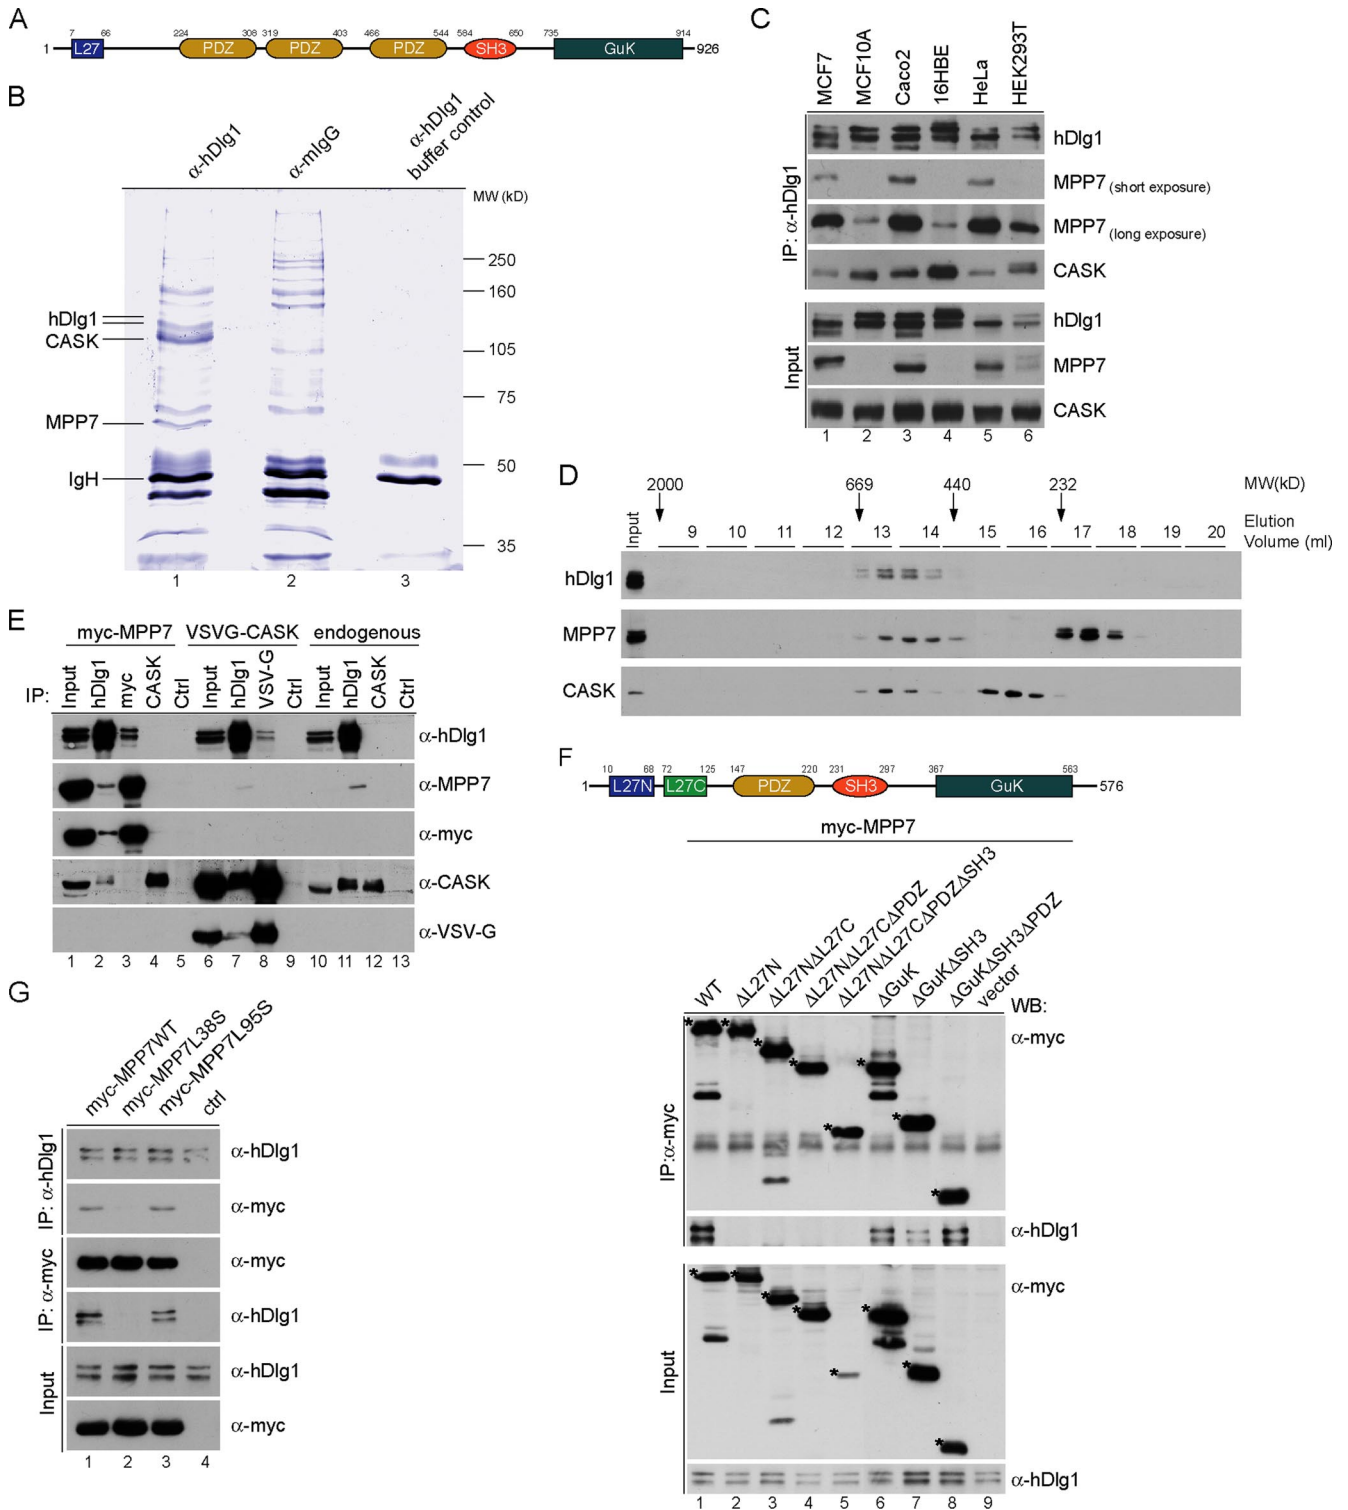 A
1
7
66
224
308
319
403
466
544
584
650
735
914
L27
PDZ
PDZ
PDZ
SH3
GuK
926
B
α-hDlg1
α-mIgG
α-hDlg1
buffer control
MW (kD)
250
160
105
75
50
35
hDlg1
CASK
MPP7
IgH
1 2 3
C
MCF7
MCF10A
Caco2
16HBE
HeLa
HEK293T
IP: α-hDlg1
hDlg1
MPP7 (short exposure)
MPP7 (long exposure)
CASK
Input
hDlg1
MPP7
CASK
1 2 3 4 5 6
D
2000 669 440 232 MW(kD)
Input
9 10 11 12 13 14 15 16 17 18 19 20
Elution
Volume (ml)
hDlg1
MPP7
CASK
E
myc-MPP7 VSVG-CASK endogenous
IP:
Input
hDlg1
myc
CASK
Ctrl
Input
hDlg1
VSV-G
Ctrl
Input
hDlg1
CASK
Ctrl
α-hDlg1
α-MPP7
α-myc
α-CASK
α-VSV-G
1 2 3 4 5 6 7 8 9 10 11 12 13
F
1
10
68
72
125
147
220
231
297
367
563
L27N
L27C
PDZ
SH3
GuK
576
myc-MPP7
WT
ΔL27N
ΔL27NΔL27C
ΔL27NΔL27CΔPDZ
ΔL27NΔL27CΔPDZΔSH3
ΔGuK
ΔGuKΔSH3
ΔGuKΔSH3ΔPDZ
vector
WB:
IP:α-myc
α-myc
α-hDlg1
Input
α-myc
α-hDlg1
1 2 3 4 5 6 7 8 9
G
myc-MPP7WT
myc-MPP7L38S
myc-MPP7L95S
ctrl
IP: α-hDlg1
α-hDlg1
α-myc
IP: α-myc
α-myc
α-hDlg1
Input
α-hDlg1
α-myc
1 2 3 4